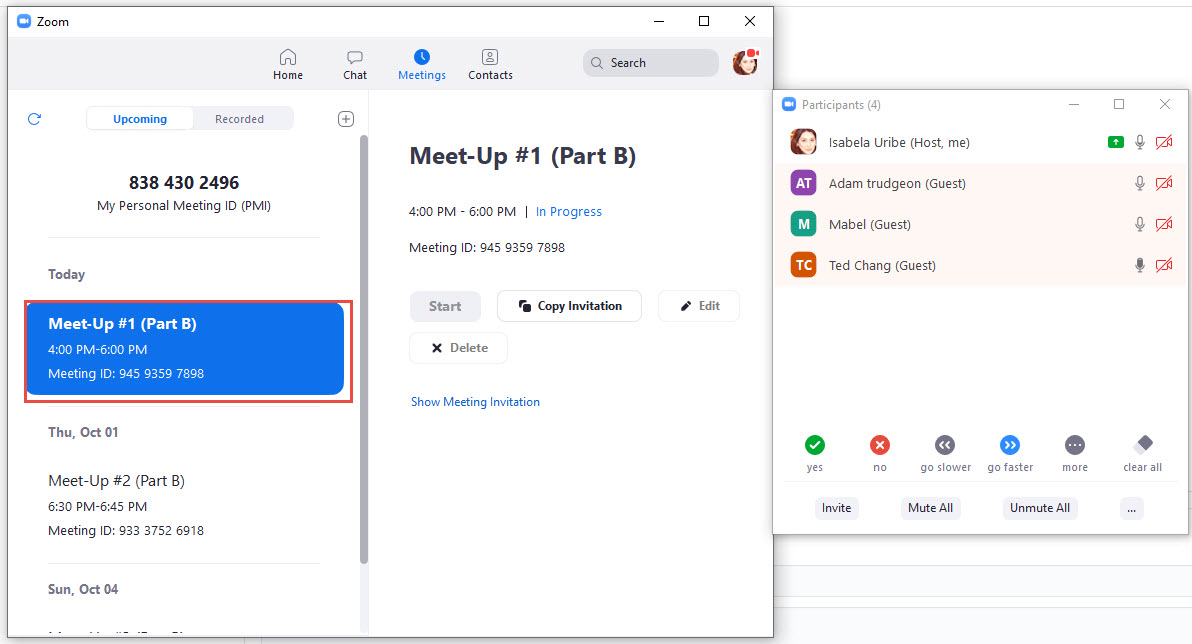 Zoom
Home
Chat
Meetings
Contacts
Search
Upcoming
Recorded
838 430 2496
My Personal Meeting ID (PMI)
Today
Meet-Up #1 (Part B)
4:00 PM-6:00 PM
Meeting ID: 945 9359 7898
Thu, Oct 01
Meet-Up #2 (Part B)
6:30 PM-6:45 PM
Meeting ID: 933 3752 6918
Sun, Oct 04
Meet-Up #1 (Part B)
4:00 PM - 6:00 PM | In Progress
Meeting ID: 945 9359 7898
Start
Copy Invitation
Edit
Delete
Show Meeting Invitation
Participants (4)
Isabela Uribe (Host, me)
AT Adam trudgeon (Guest)
M Mabel (Guest)
TC Ted Chang (Guest)
yes
no
go slower
go faster
more
clear all
Invite
Mute All
Unmute All
...